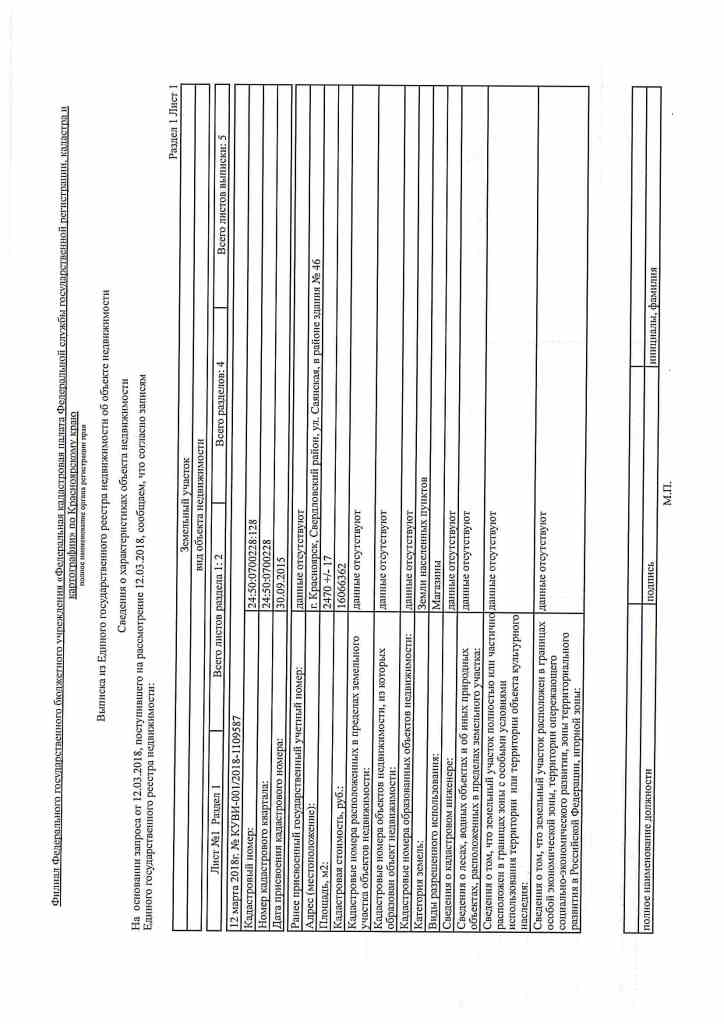 Филиал Федерального государственного бюджетного учреждения «Федеральная кадастровая палата Федеральной службы государственной регистрации, кадастра и
картографии» по Красноярскому краю
полное наименование органа регистрации прав
Выписка из Единого государственного реестра недвижимости об объекте недвижимости
Сведения о характеристиках объекта недвижимости
На основании запроса от 12.03.2018, поступившего на рассмотрение 12.03.2018, сообщаем, что согласно записям
Единого государственного реестра недвижимости:
Раздел 1 Лист 1
Земельный участок
вид объекта недвижимости
Лист №1 Раздел 1 Всего листов раздела 1: 2 Всего разделов: 4 Всего листов выписки: 5
12 марта 2018г. № КУВИ-001/2018-1109587
Кадастровый номер: 24:50:0700228:128
Номер кадастрового квартала: 24:50:0700228
Дата присвоения кадастрового номера: 30.09.2015
Ранее присвоенный государственный учетный номер: данные отсутствуют
Адрес (местоположение): г. Красноярск, Свердловский район, ул. Саянская, в районе здания № 46
Площадь, м2: 2470 +/- 17
Кадастровая стоимость, руб.: 16066362
Кадастровые номера расположенных в пределах земельного данные отсутствуют
участка объектов недвижимости:
Кадастровые номера объектов недвижимости, из которых данные отсутствуют
образован объект недвижимости:
Кадастровые номера образованных объектов недвижимости: данные отсутствуют
Категория земель: Земли населенных пунктов
Виды разрешенного использования: Магазины
Сведения о кадастровом инженере: данные отсутствуют
Сведения о лесах, водных объектах и об иных природных данные отсутствуют
объектах, расположенных в пределах земельного участка:
Сведения о том, что земельный участок полностью или частично данные отсутствуют
расположен в границах зоны с особыми условиями
использования территории или территории объекта культурного
наследия:
Сведения о том, что земельный участок расположен в границах данные отсутствуют
особой экономической зоны, территории опережающего
социально-экономического развития, зоны территориального
развития в Российской Федерации, игорной зоны:
полное наименование должности подпись инициалы, фамилия
М.П.